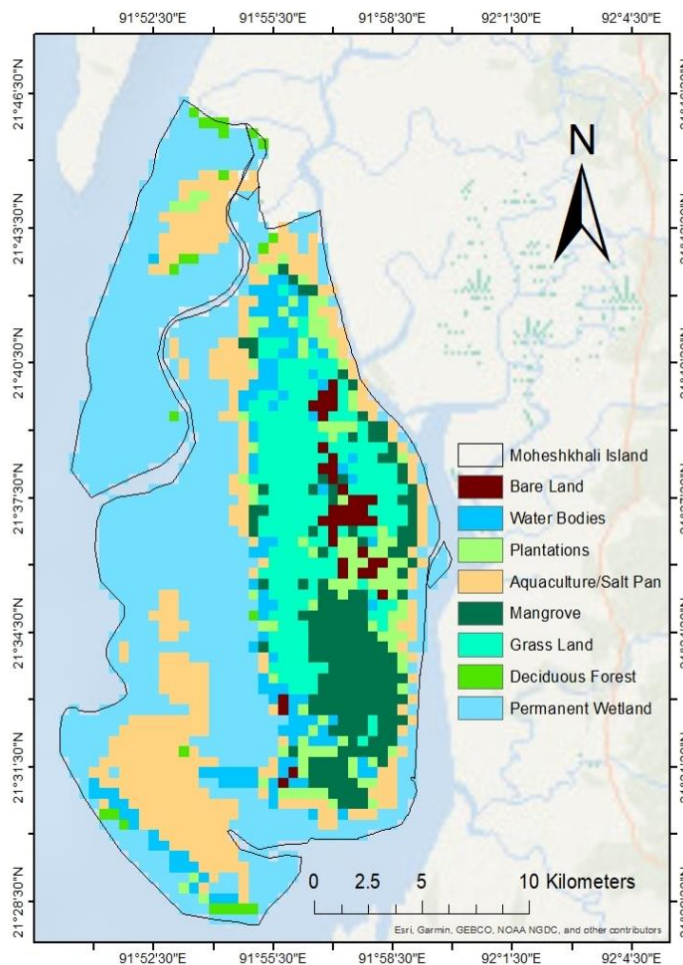 91°52'30"E 91°55'30"E 91°58'30"E 92°1'30"E 92°4'30"E
21°46'30"N
N
21°43'30"N
21°40'30"N
21°37'30"N
21°34'30"N
21°31'30"N
21°28'30"N
Moheshkhali Island
Bare Land
Water Bodies
Plantations
Aquaculture/Salt Pan
Mangrove
Grass Land
Deciduous Forest
Permanent Wetland
0 2.5 5 10 Kilometers
Esri, Garmin, GEBCO, NOAA NGDC, and other contributors
91°52'30"E 91°55'30"E 91°58'30"E 92°1'30"E 92°4'30"E